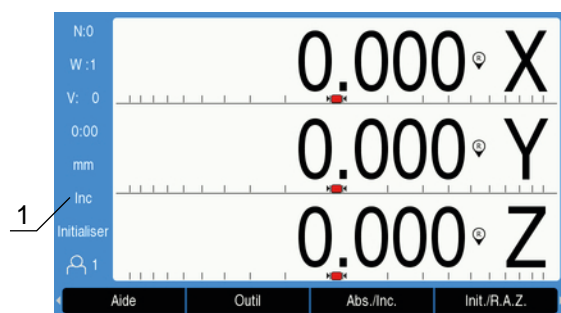 N:0
W :1
V: 0
0:00
mm
Inc
Initialiser
1
0.000 R X
0.000 R Y
0.000 R Z
Aide Outil Abs./Inc. Init./R.A.Z.
1